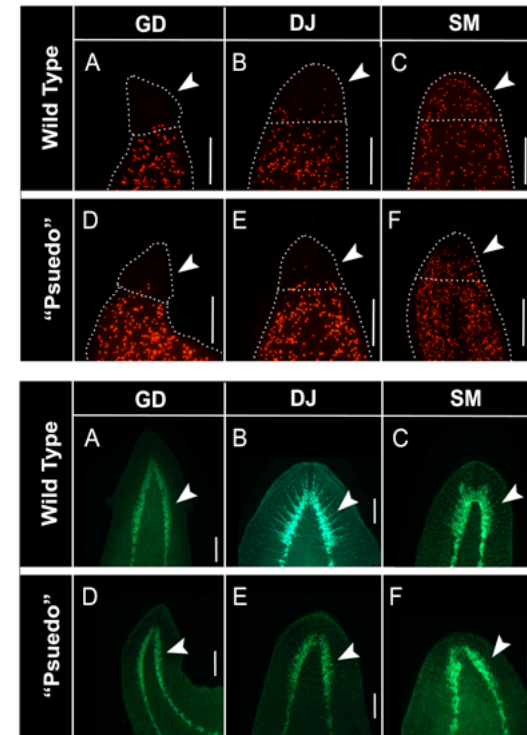 GD DJ SM
Wild Type
A B C
“Psuedo”
D E F
GD DJ SM
Wild Type
A B C
“Psuedo”
D E F